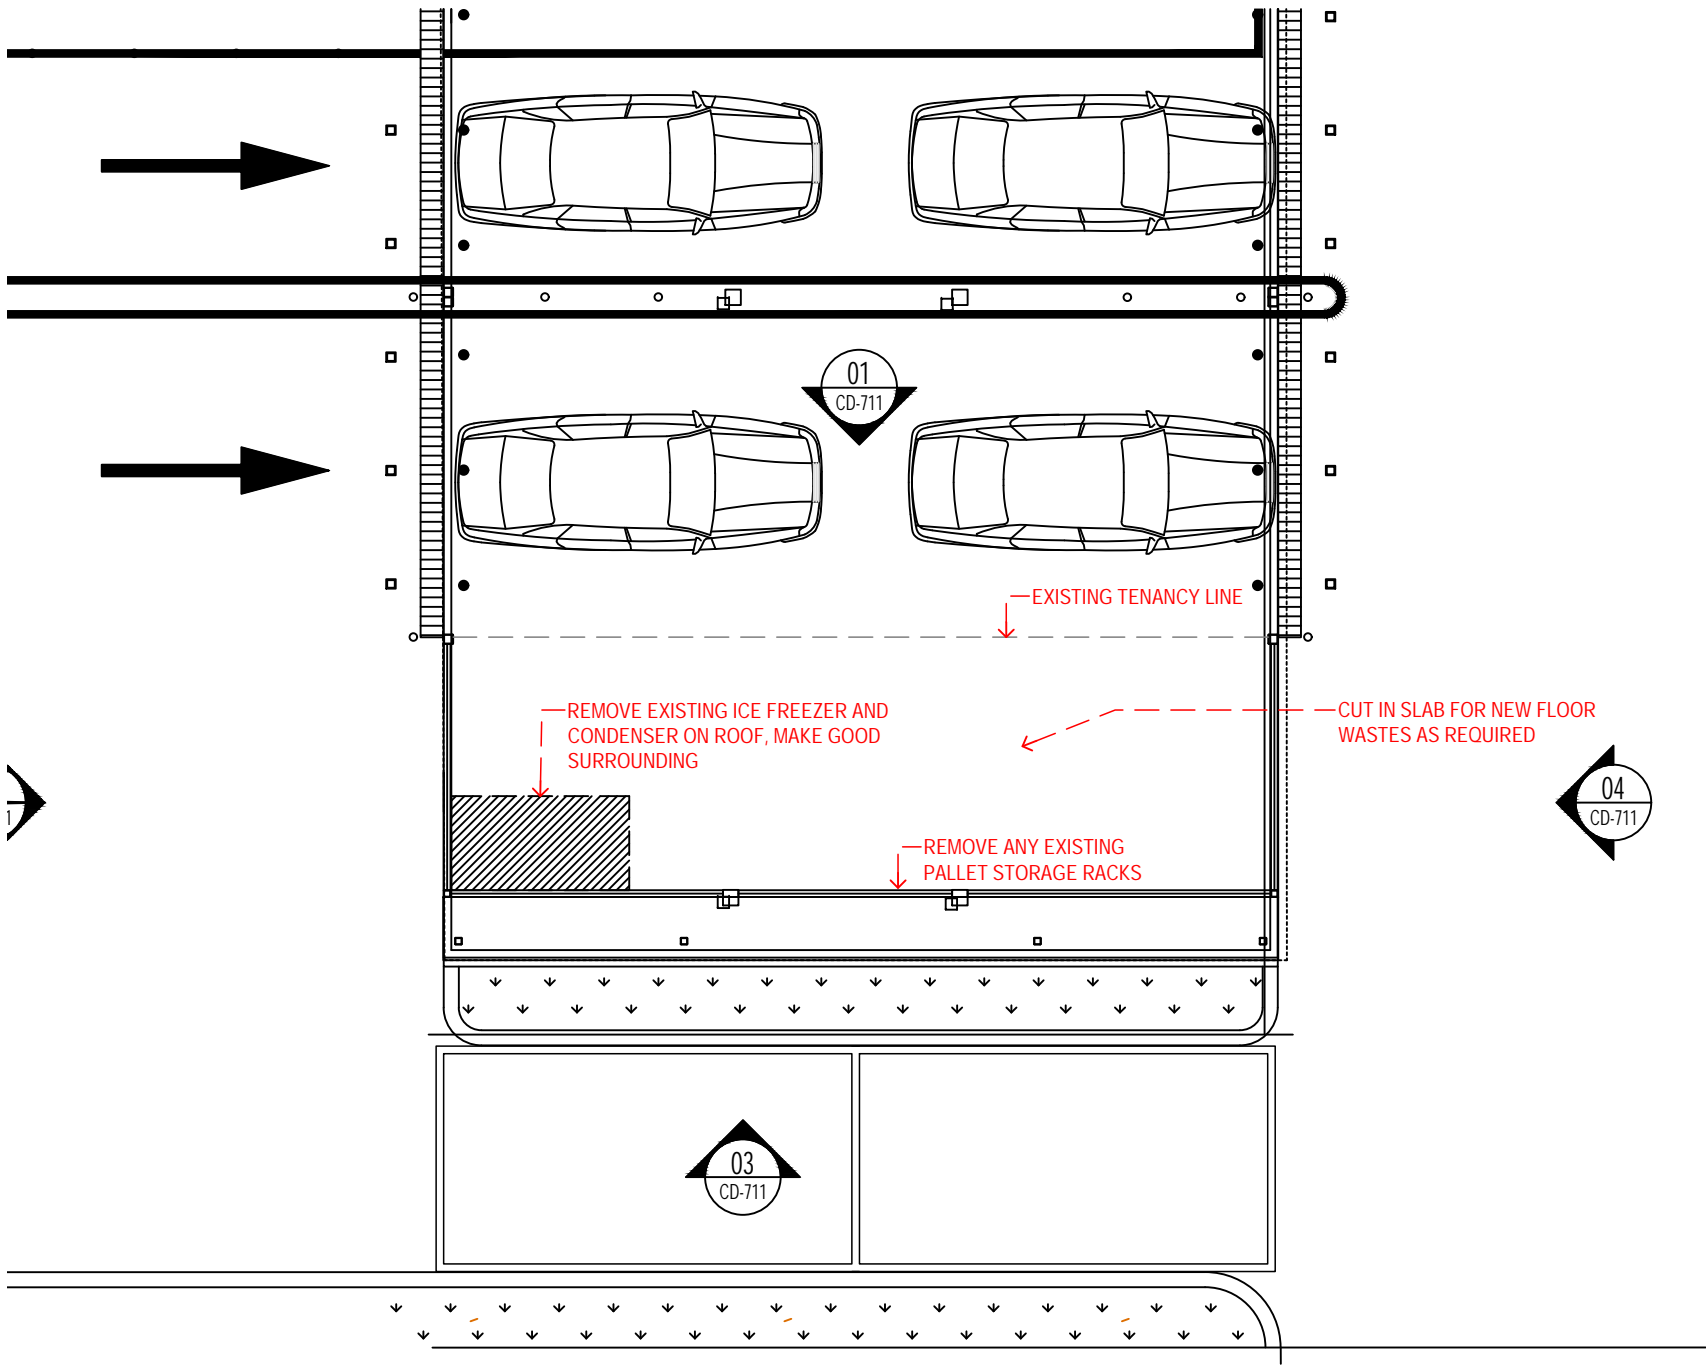 01
CD-711
EXISTING TENANCY LINE
REMOVE EXISTING ICE FREEZER AND
CONDENSER ON ROOF, MAKE GOOD
SURROUNDING
CUT IN SLAB FOR NEW FLOOR
WASTES AS REQUIRED
1
04
CD-711
REMOVE ANY EXISTING
PALLET STORAGE RACKS
03
CD-711